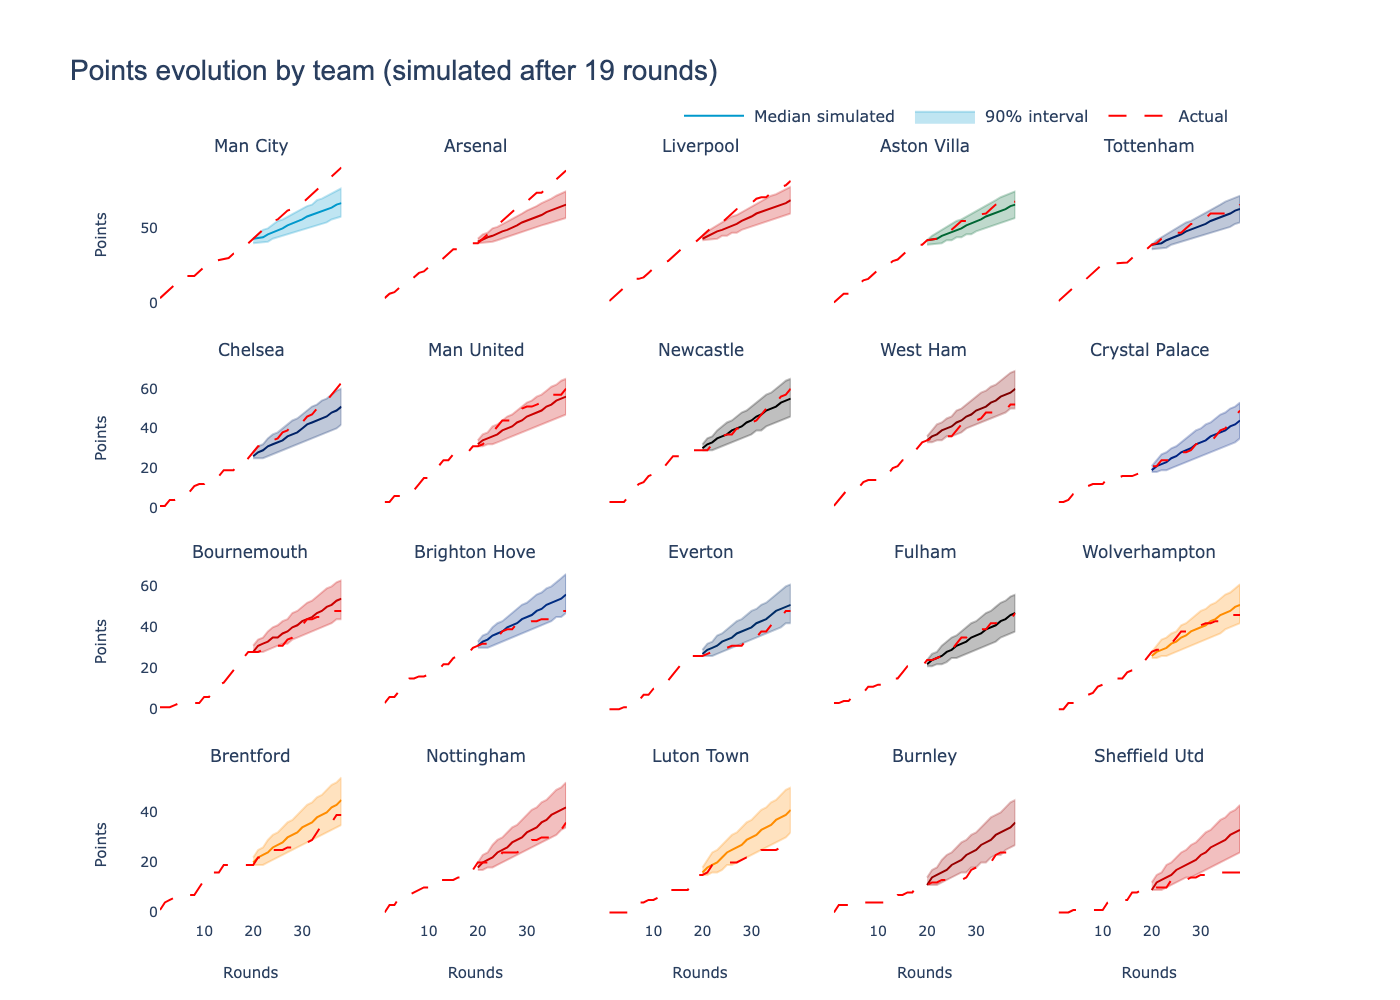 Points evolution by team (simulated after 19 rounds)
Median simulated 90% interval Actual
Man City Arsenal Liverpool Aston Villa Tottenham
Points
50
0
Chelsea Man United Newcastle West Ham Crystal Palace
Points
60
40
20
0
Bournemouth Brighton Hove Everton Fulham Wolverhampton
Points
60
40
20
0
Brentford Nottingham Luton Town Burnley Sheffield Utd
Points
40
20
0
10 20 30 10 20 30 10 20 30 10 20 30 10 20 30
Rounds Rounds Rounds Rounds Rounds